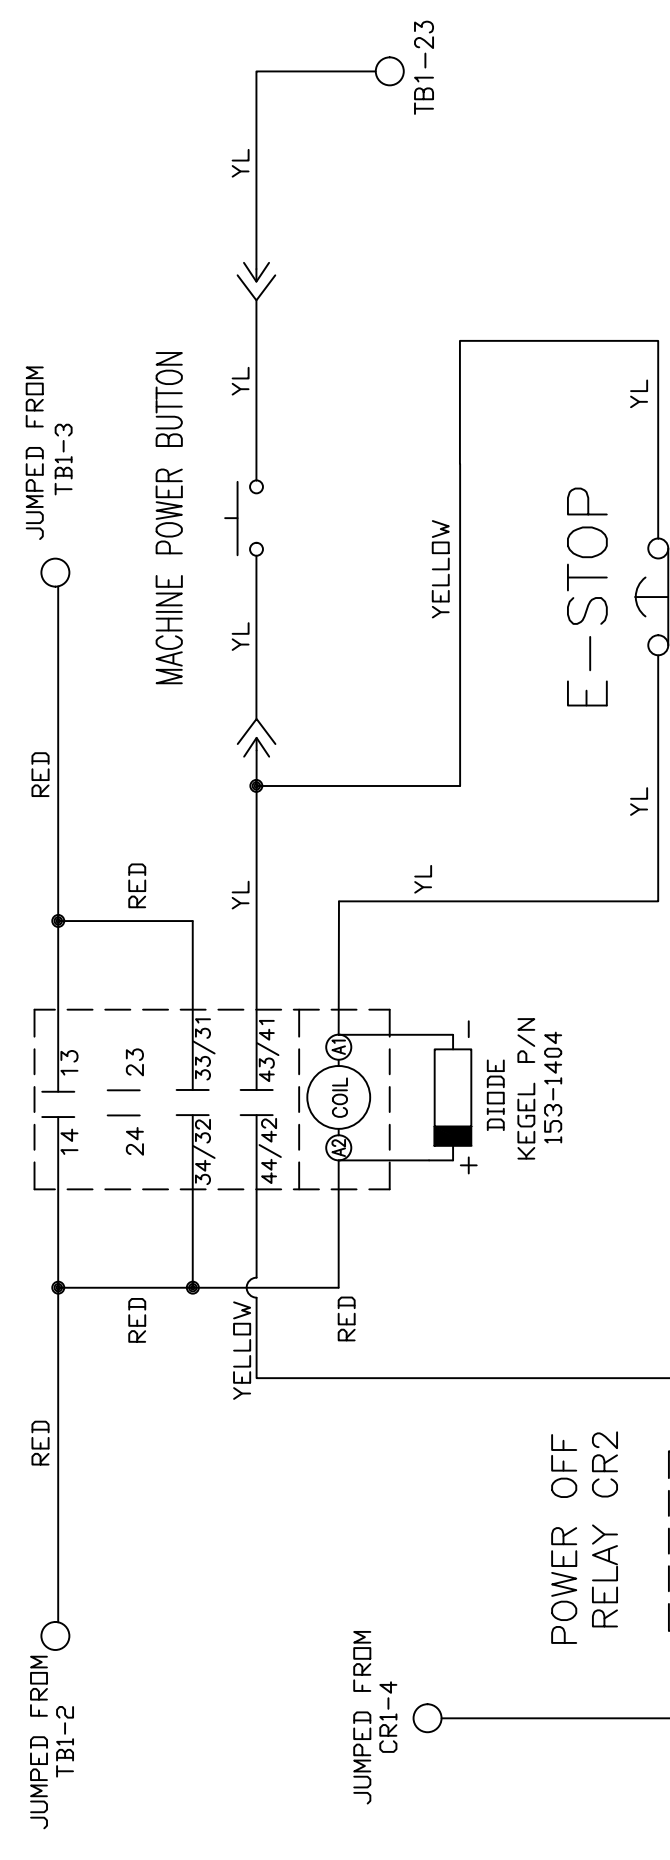 JUMPED FROM
TB1-2
RED
RED
14
13
RED
RED
JUMPED FROM
TB1-3
24
23
34/32
33/31
MACHINE POWER BUTTON
YELLOW
44/42
43/41
YL
YL
YL
YL
TB1-23
RED
A2
COIL
A1
YL
YELLOW
+
-
DIODE
KEGEL P/N
153-1404
JUMPED FROM
CR1-4
POWER OFF
RELAY CR2
E-STOP
YL
YL